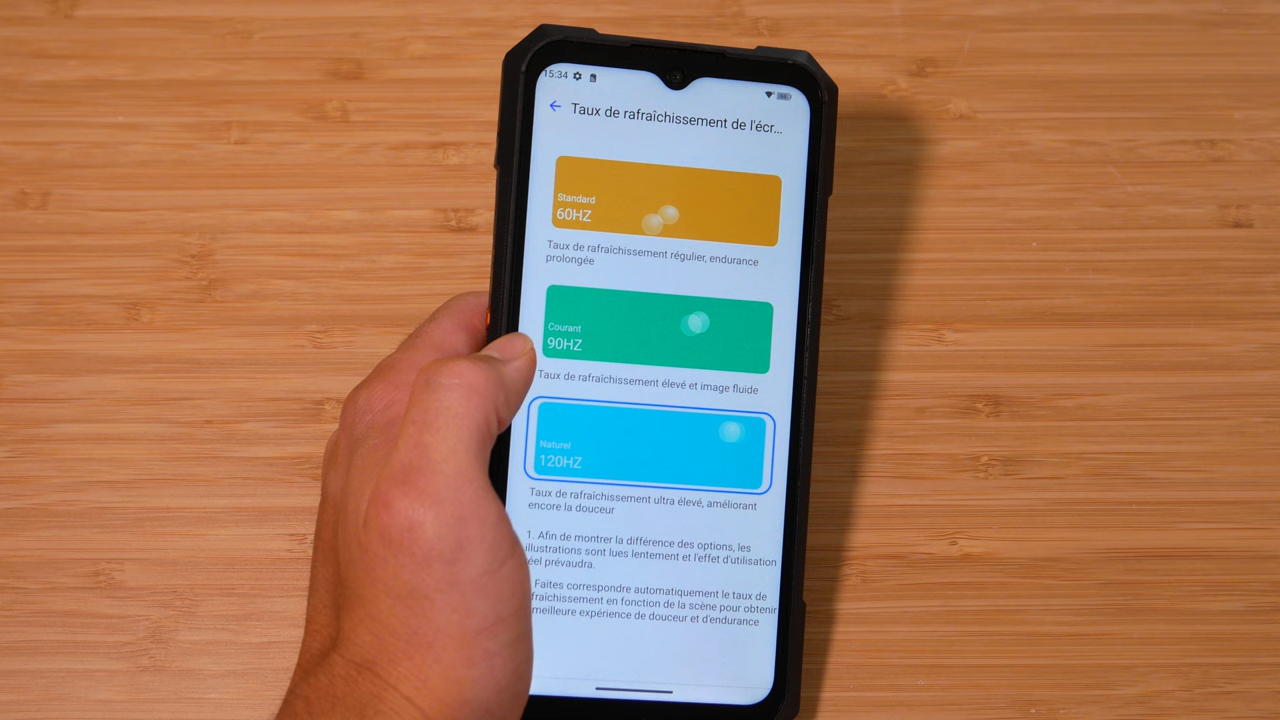 15:34
Taux de rafraîchissement de l'écr...
Standard
60HZ
Taux de rafraîchissement régulier, endurance
prolongée
Courant
90HZ
Taux de rafraîchissement élevé et image fluide
Naturel
120HZ
Taux de rafraîchissement ultra élevé, améliorant
encore la douceur
1. Afin de montrer la différence des options, les
illustrations sont lues lentement et l'effet d'utilisation
éel prévaudra.
Faites correspondre automatiquement le taux de
fraîchissement en fonction de la scène pour obtenir
meilleure expérience de douceur et d'endurance